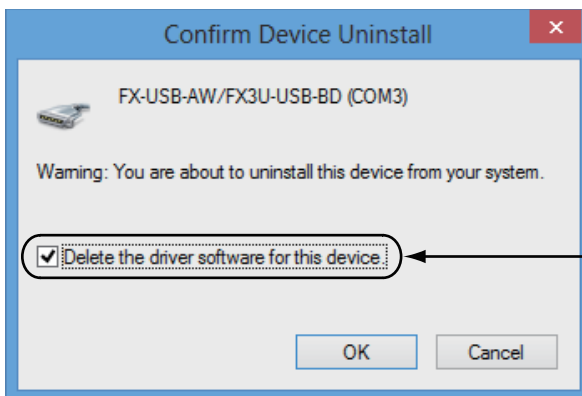 Confirm Device Uninstall
FX-USB-AW/FX3U-USB-BD (COM3)
Warning: You are about to uninstall this device from your system.
Delete the driver software for this device.
OK
Cancel